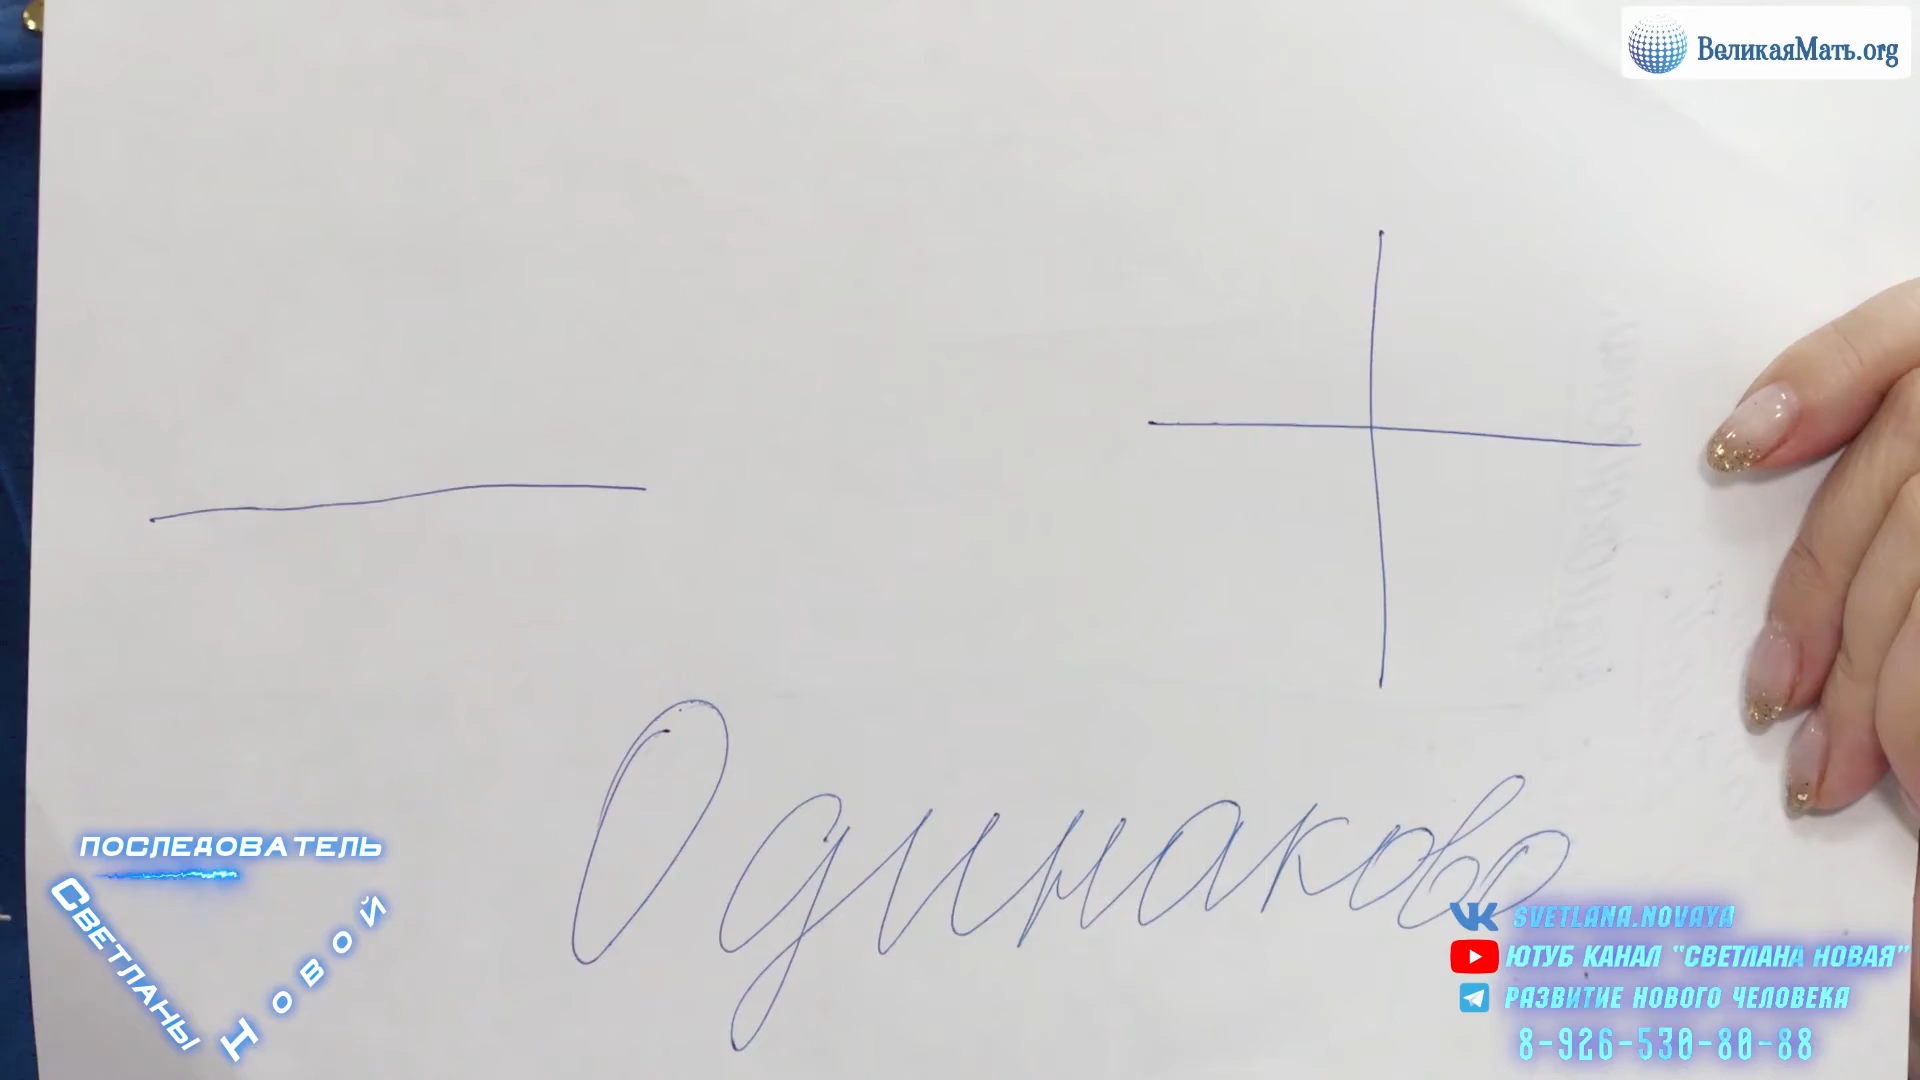 ВеликаяМать.org
Одинаково
ПОСЛЕДОВАТЕЛЬ
Светланы
Новой
SVETLANA.NOVAYA
ЮТУБ КАНАЛ "СВЕТЛАНА НОВАЯ"
РАЗВИТИЕ НОВОГО ЧЕЛОВЕКА
8-926-530-80-88